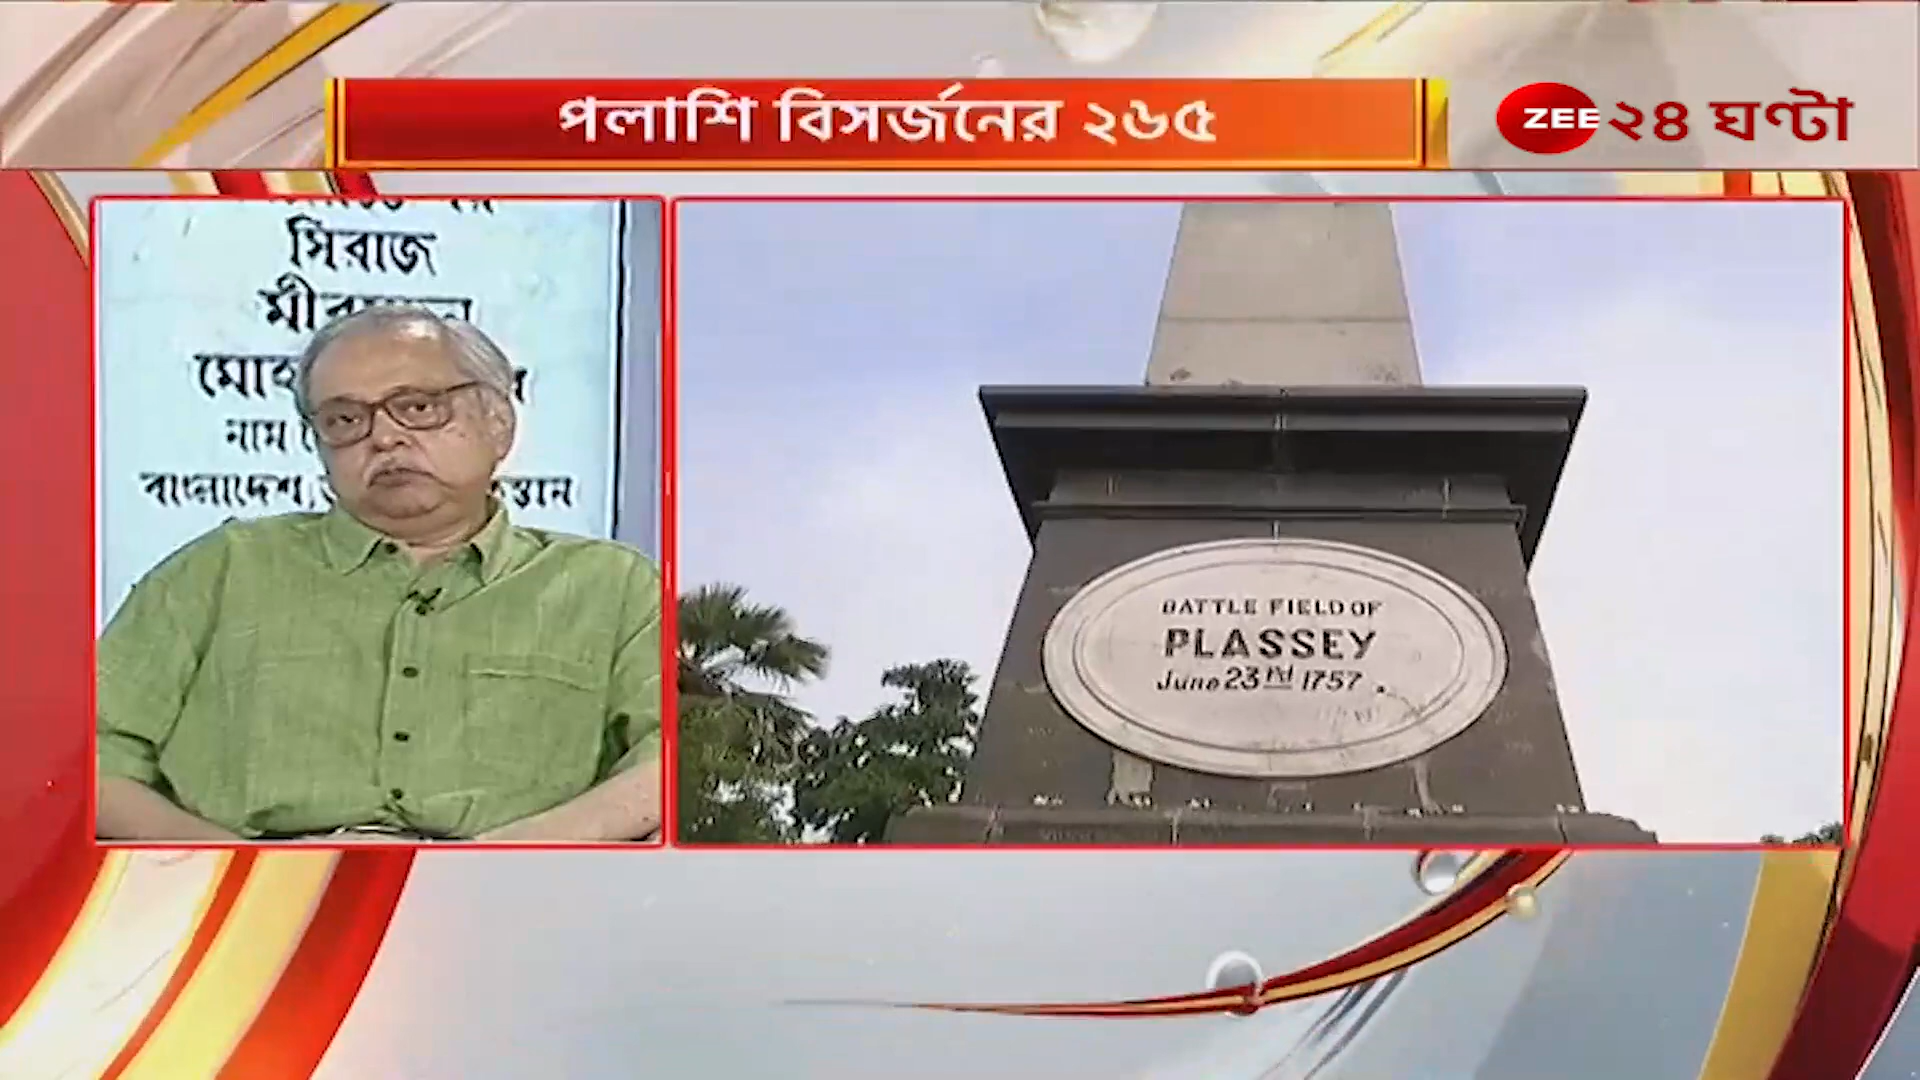 পলাশি বিসর্জনের ২৬৫
ZEE ২৪ ঘণ্টা
সিরাজ
নাম
বাংলাদেশ,
BATTLE FIELD OF
PLASSEY
June 23rd 1757.